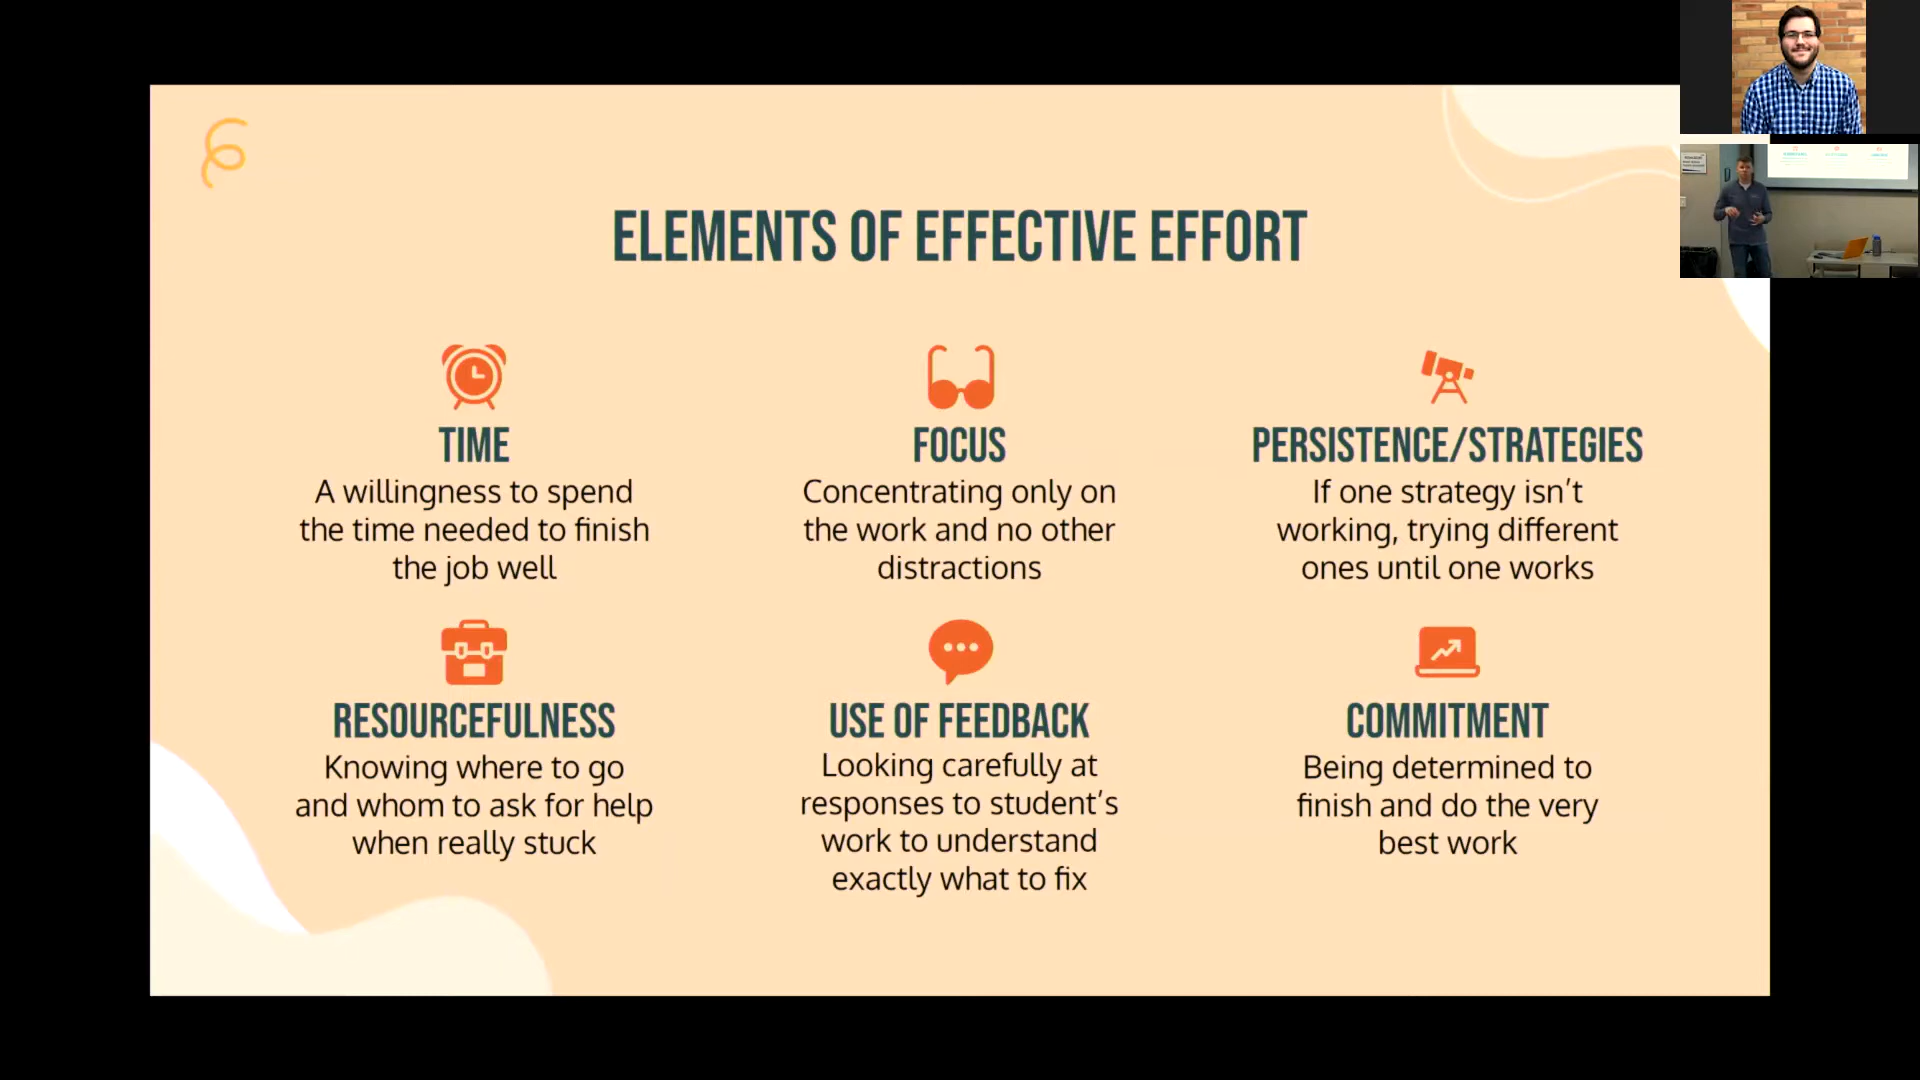 ELEMENTS OF EFFECTIVE EFFORT
TIME
A willingness to spend
the time needed to finish
the job well
FOCUS
Concentrating only on
the work and no other
distractions
PERSISTENCE/STRATEGIES
If one strategy isn't
working, trying different
ones until one works
RESOURCEFULNESS
Knowing where to go
and whom to ask for help
when really stuck
USE OF FEEDBACK
Looking carefully at
responses to student's
work to understand
exactly what to fix
COMMITMENT
Being determined to
finish and do the very
best work